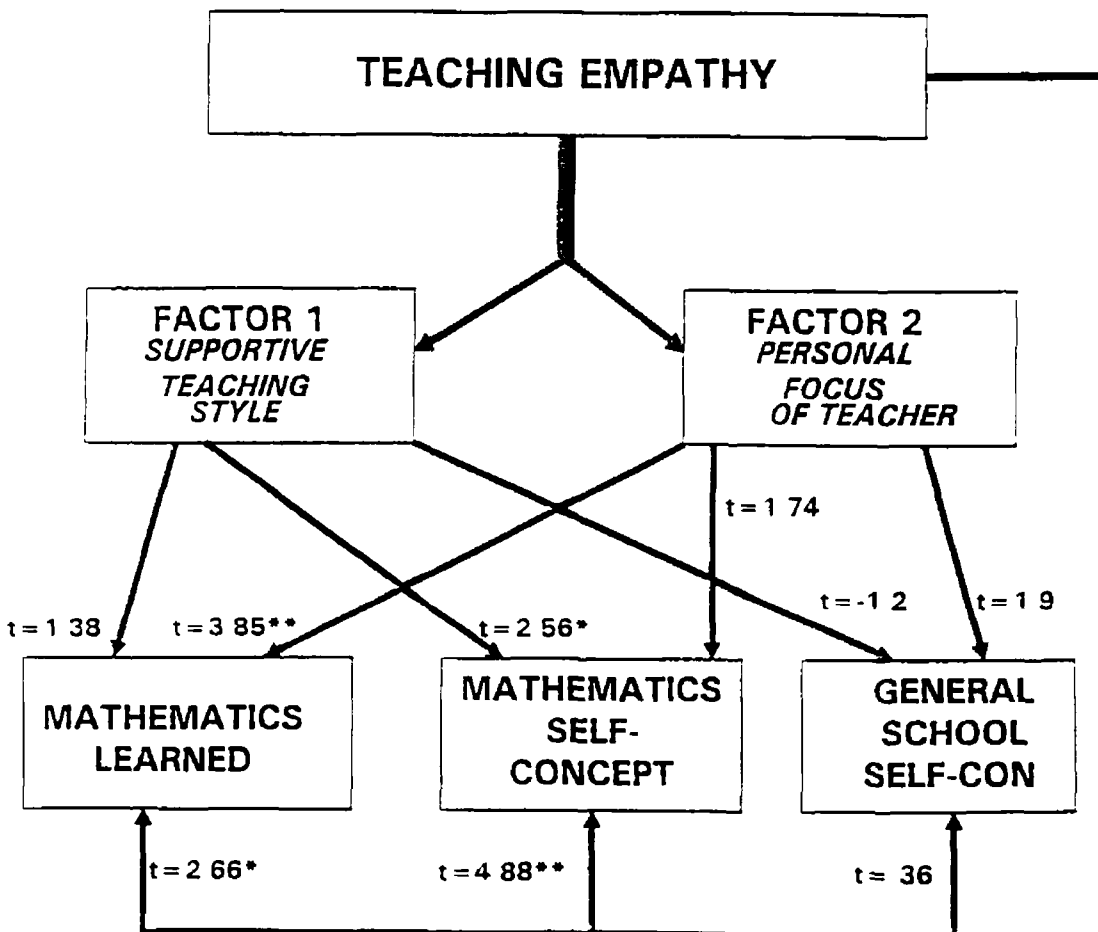 TEACHING EMPATHY
FACTOR 1
SUPPORTIVE
TEACHING
STYLE
FACTOR 2
PERSONAL
FOCUS
OF TEACHER
t=1 74
t=1 38
t=3 85**
t=2 56*
t=-1 2
t=1 9
MATHEMATICS
LEARNED
MATHEMATICS
SELF-
CONCEPT
GENERAL
SCHOOL
SELF-CON
t=2 66*
t=4 88**
t= 36